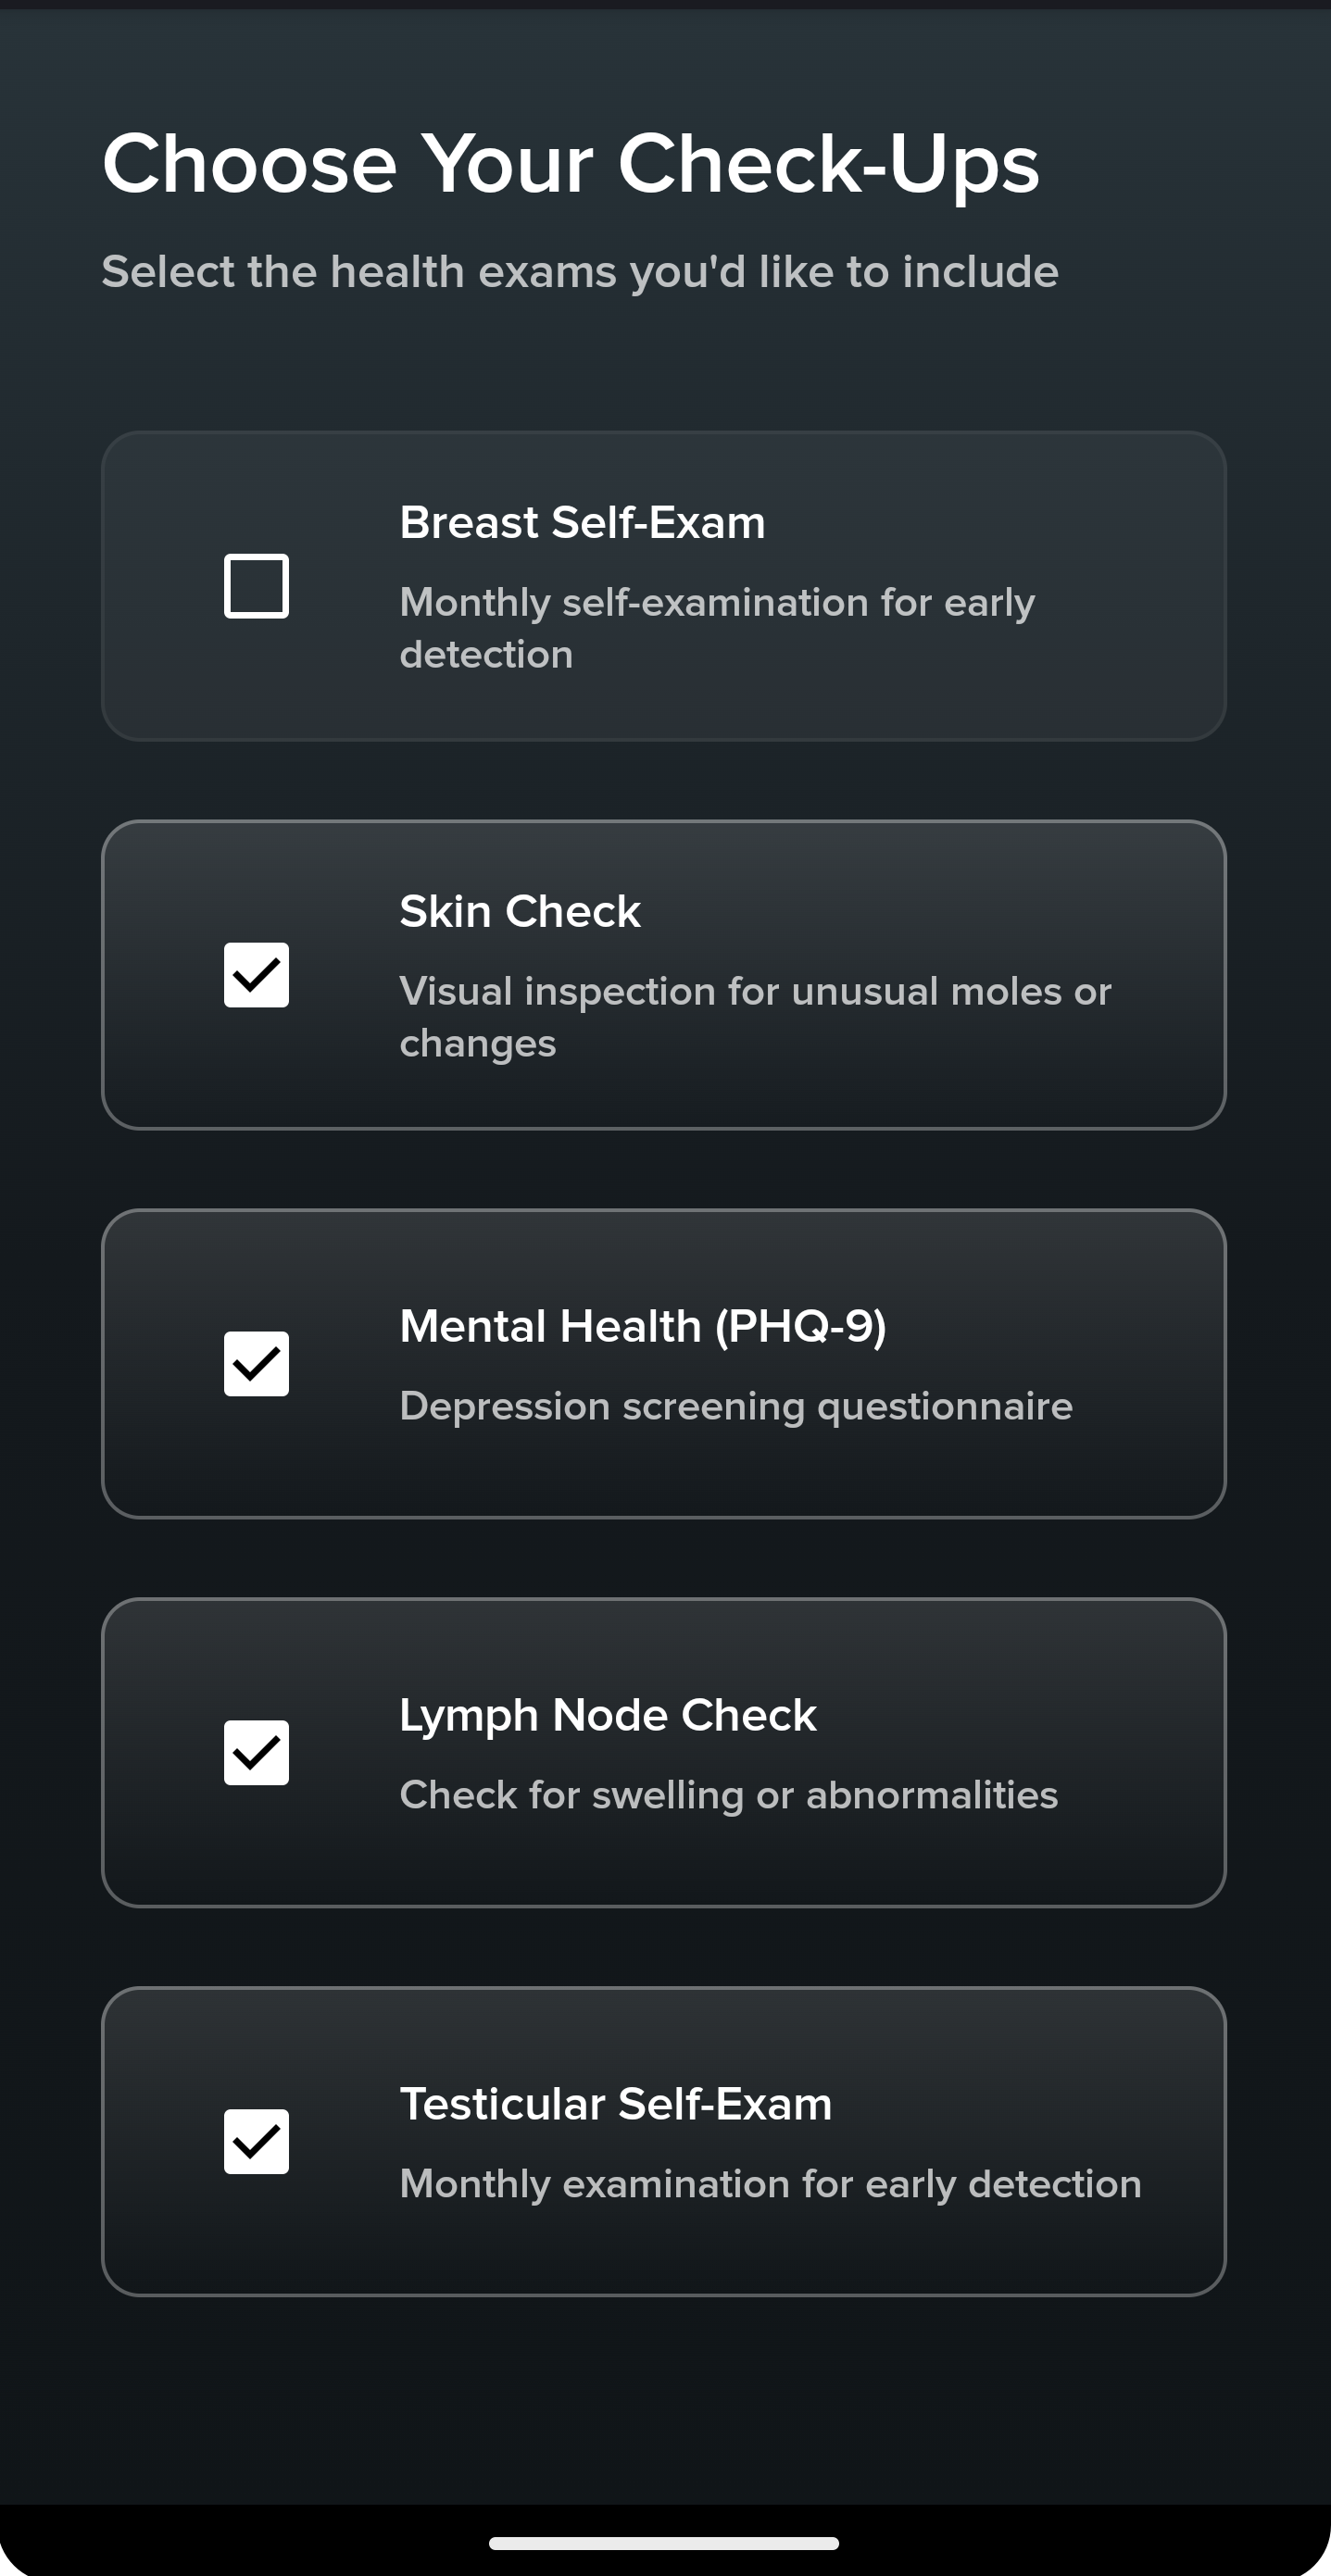 Choose Your Check-Ups
Select the health exams you'd like to include
Breast Self-Exam
Monthly self-examination for early
detection
Skin Check
Visual inspection for unusual moles or
changes
Mental Health (PHQ-9)
Depression screening questionnaire
Lymph Node Check
Check for swelling or abnormalities
Testicular Self-Exam
Monthly examination for early detection